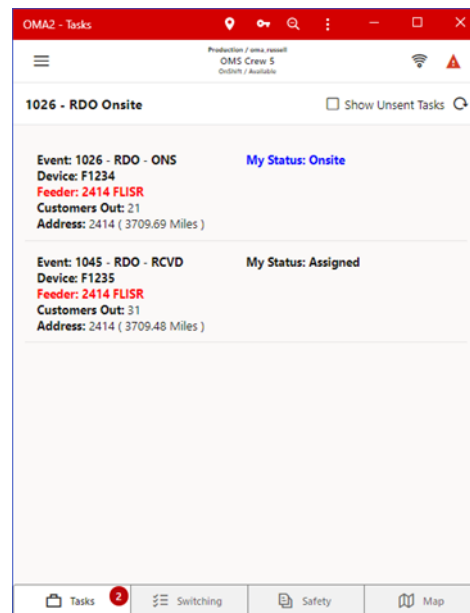 OMA2 - Tasks
Production / oma_russell
OMS Crew 5
OnShift / Available
1026 - RDO Onsite
Show Unsent Tasks
Event: 1026 - RDO - ONS
My Status: Onsite
Device: F1234
Feeder: 2414 FLISR
Customers Out: 21
Address: 2414 ( 3709.69 Miles )
Event: 1045 - RDO - RCVD
My Status: Assigned
Device: F1235
Feeder: 2414 FLISR
Customers Out: 31
Address: 2414 ( 3709.48 Miles )
Tasks 2
Switching
Safety
Map